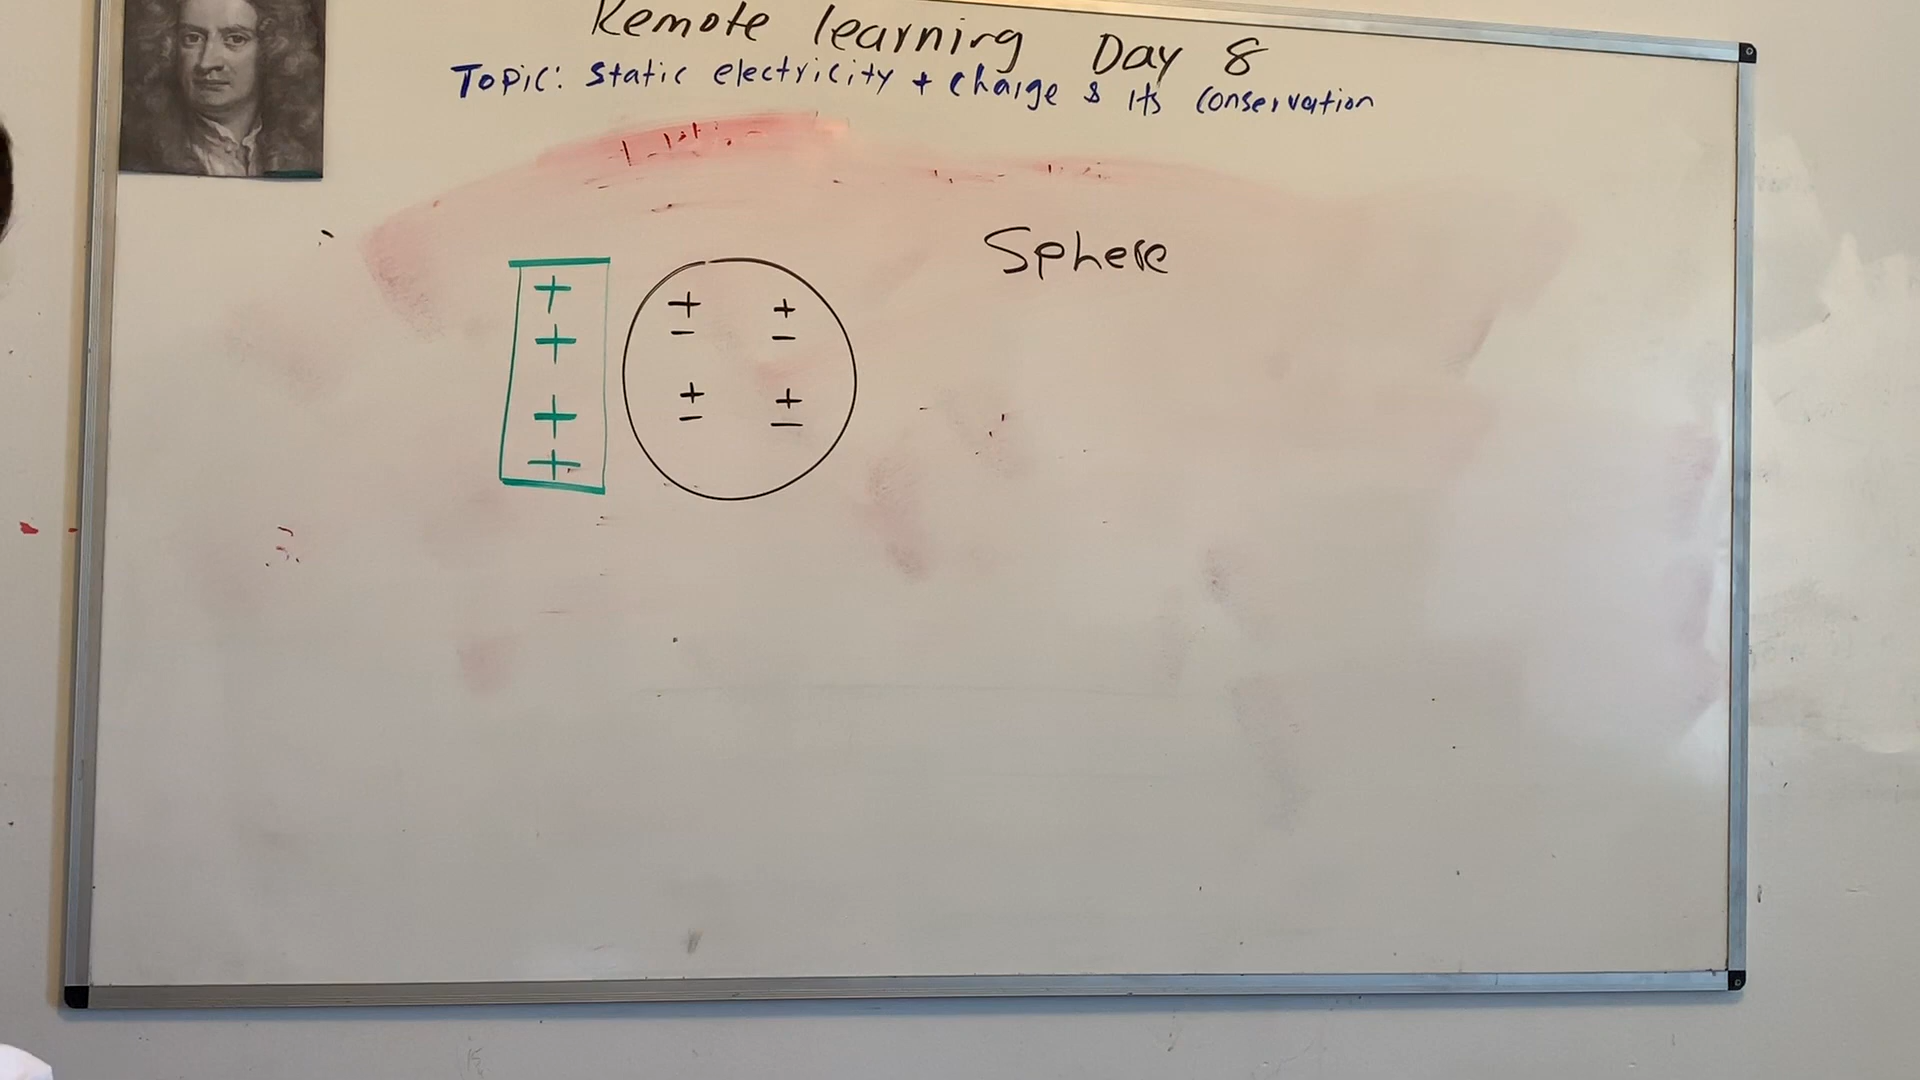 Remote learning Day 8
Topic: Static electricity + Charge & its Conservation
Sphere
+ + +
+ - -
+ + +
+ - -